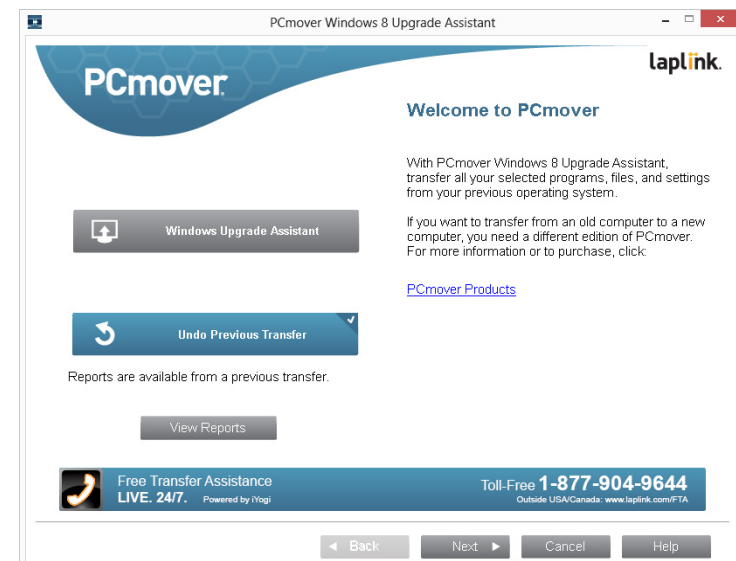 PCmover Windows 8 Upgrade Assistant
PCmover
laplink.
Welcome to PCmover
With PCmover Windows 8 Upgrade Assistant,
transfer all your selected programs, files, and settings
from your previous operating system.
If you want to transfer from an old computer to a new
computer, you need a different edition of PCmover.
For more information or to purchase, click:
PCmover Products
Windows Upgrade Assistant
Undo Previous Transfer
Reports are available from a previous transfer.
View Reports
Free Transfer Assistance
LIVE. 24/7. Powered by iYogi
Toll-Free 1-877-904-9644
Outside USA/Canada: www.laplink.com/FTA
Back
Next
Cancel
Help